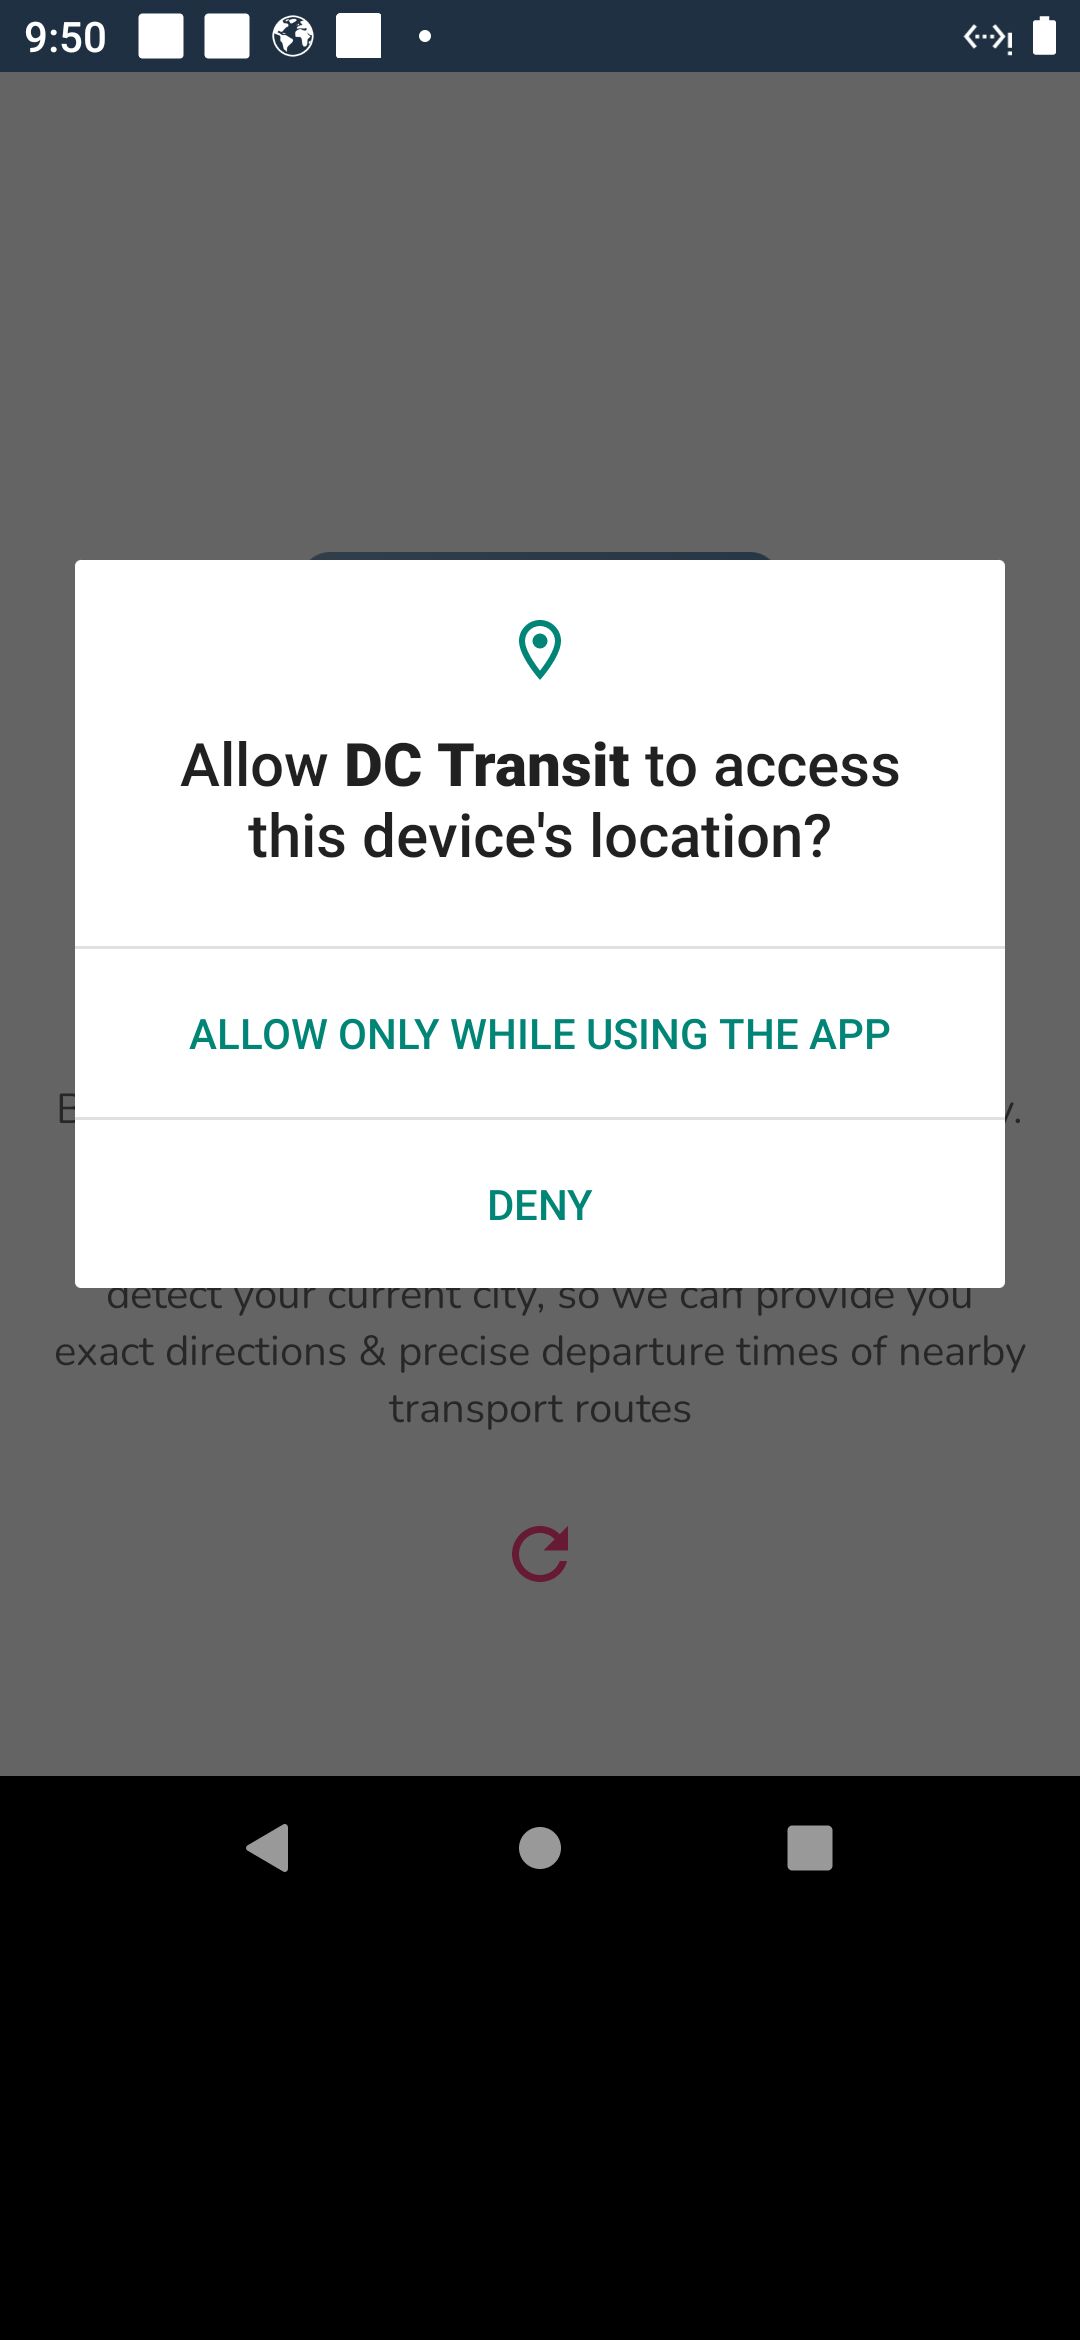 9:50
Allow DC Transit to access
this device's location?
ALLOW ONLY WHILE USING THE APP
DENY
detect your current city, so we can provide you
exact directions & precise departure times of nearby
transport routes